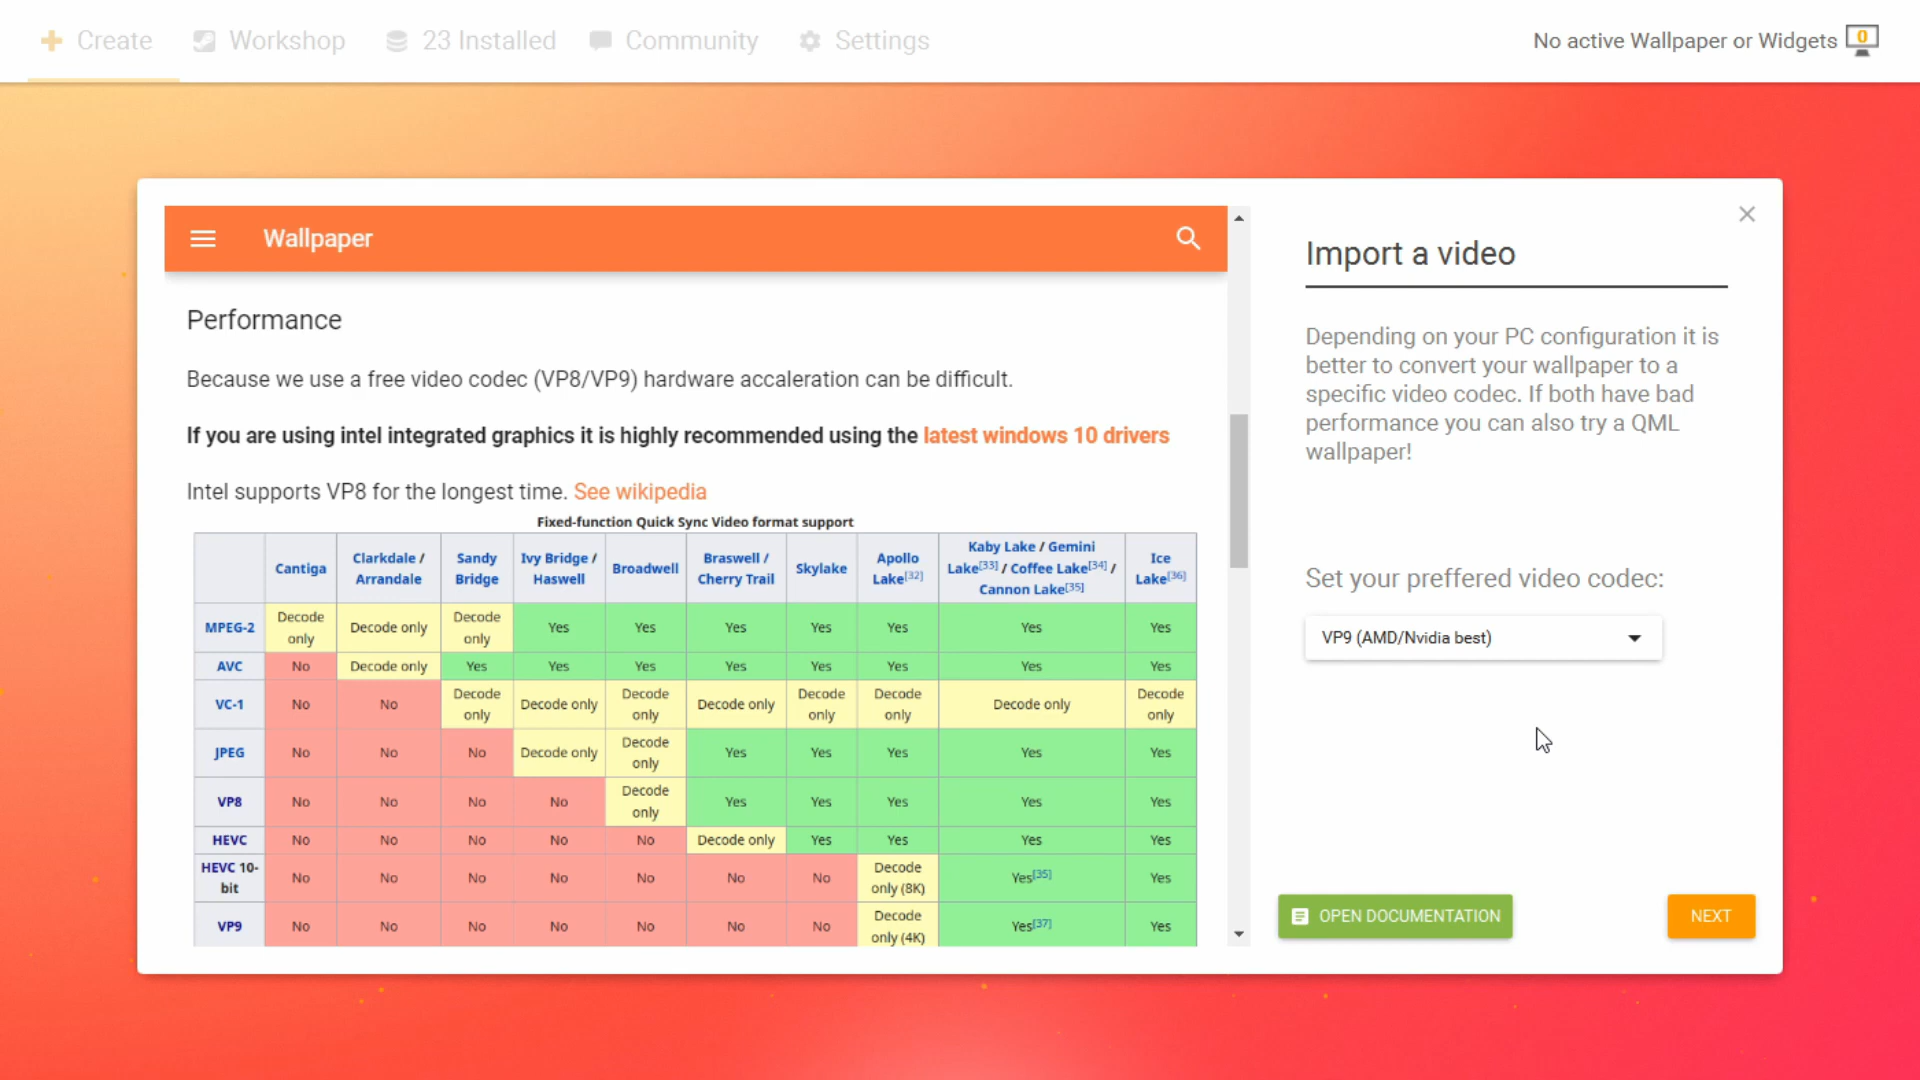 Create Workshop 23 Installed Community Settings No active Wallpaper or Widgets 0
Wallpaper
Performance
Because we use a free video codec (VP8/VP9) hardware accaleration can be difficult.
If you are using intel integrated graphics it is highly recommended using the latest windows 10 drivers
Intel supports VP8 for the longest time. See wikipedia
Fixed-function Quick Sync Video format support
Cantiga Clarkdale / Arrandale Sandy Bridge Ivy Bridge / Haswell Broadwell Braswell / Cherry Trail Skylake Apollo Lake[32] Kaby Lake / Gemini Lake[33] / Coffee Lake[34] / Cannon Lake[35] Ice Lake[36]
MPEG-2 Decode only Decode only Decode only Yes Yes Yes Yes Yes Yes Yes
AVC No Decode only Yes Yes Yes Yes Yes Yes Yes Yes
VC-1 No No Decode only Decode only Decode only Decode only Decode only Decode only Decode only Decode only
JPEG No No No Decode only Decode only Yes Yes Yes Yes Yes
VP8 No No No No Decode only Yes Yes Yes Yes Yes
HEVC No No No No No Decode only Yes Yes Yes Yes
HEVC 10-bit No No No No No No No Decode only (8K) Yes[35] Yes
VP9 No No No No No No No Decode only (4K) Yes[37] Yes
Import a video
Depending on your PC configuration it is
better to convert your wallpaper to a
specific video codec. If both have bad
performance you can also try a QML
wallpaper!
Set your preffered video codec:
VP9 (AMD/Nvidia best)
OPEN DOCUMENTATION
NEXT